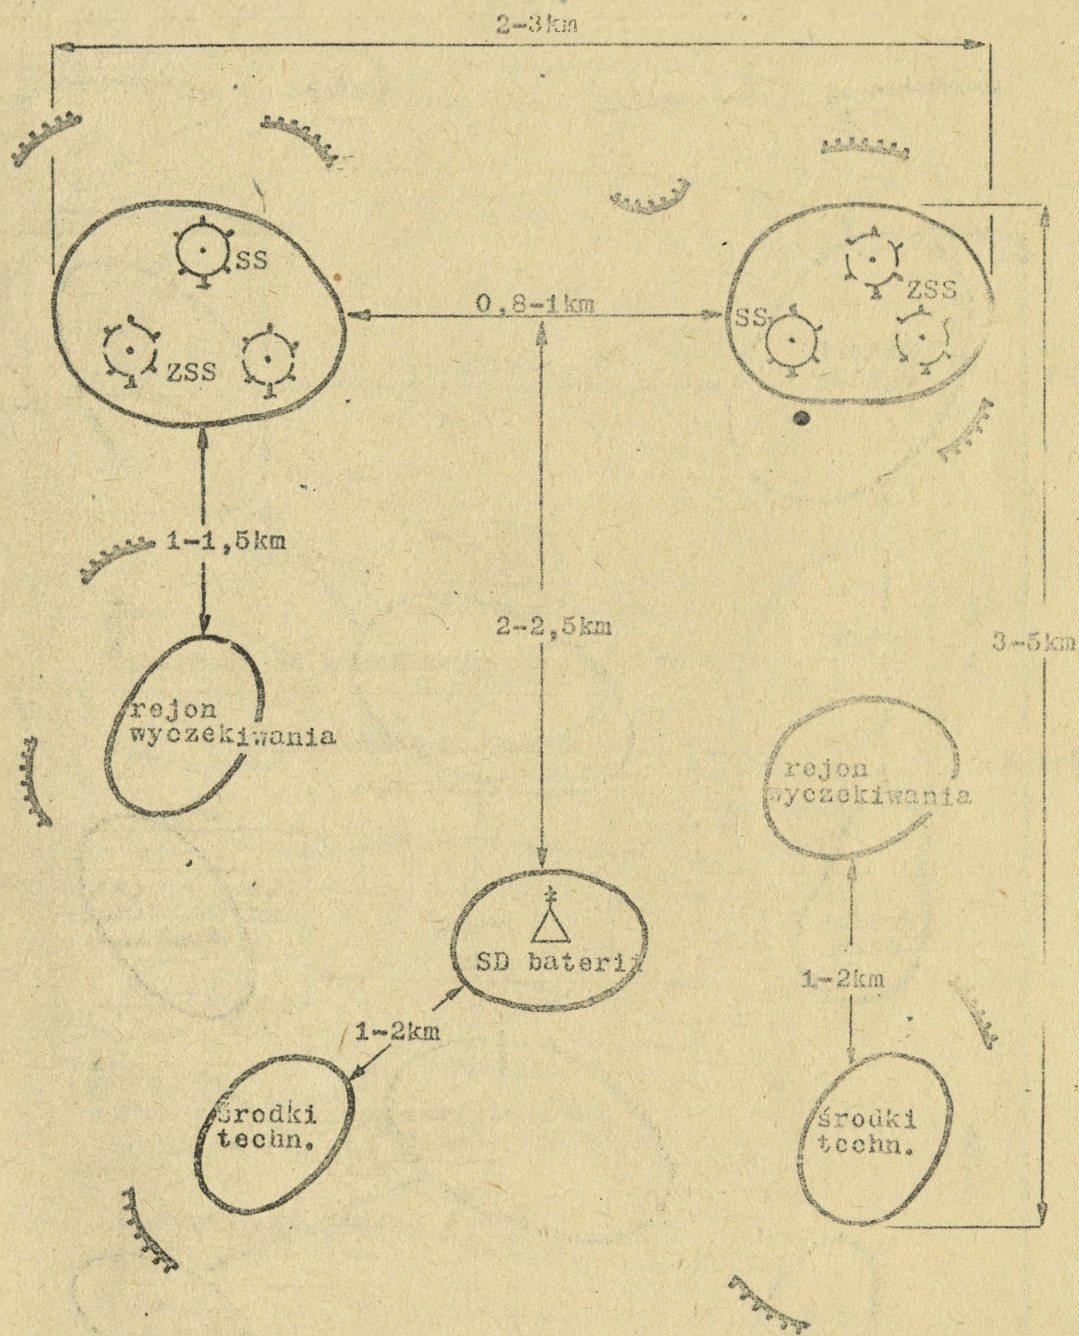 2-3km
SS
ZSS
0,8-1km
ZSS
SS
1-1,5km
2-2,5km
3-5km
rejon
wyczekiwania
rejon
wyczekiwania
SD baterii
1-2km
1-2km
środki
techn.
środki
techn.